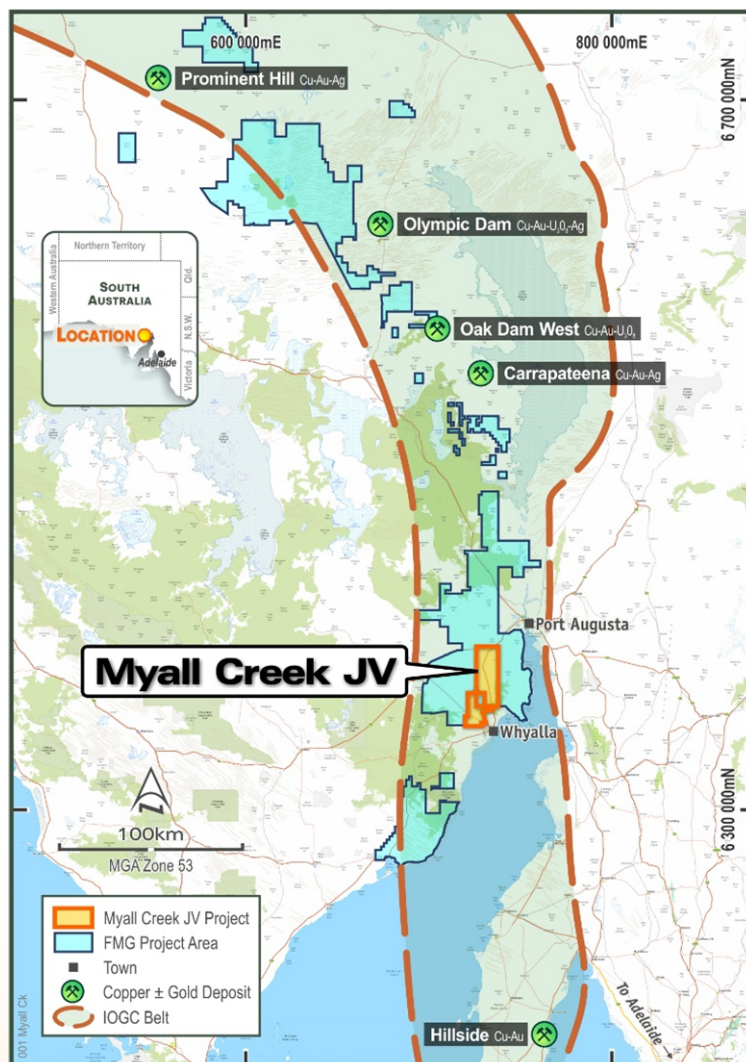 600 000mE
800 000mE
6 700 000mN
Prominent Hill Cu-Au-Ag
Olympic Dam Cu-Au-U₃O₈-Ag
Northern Territory
Western Australia
SOUTH
AUSTRALIA
Qld.
N.S.W.
LOCATION
Adelaide
Victoria
Oak Dam West Cu-Au-U₃O₈
Carrapateena Cu-Au-Ag
Port Augusta
Myall Creek JV
Whyalla
6 300 000mN
N
100km
MGA Zone 53
Myall Creek JV Project
FMG Project Area
Town
Copper ± Gold Deposit
IOGC Belt
Hillside Cu-Au
To Adelaide
001 Myall Ck